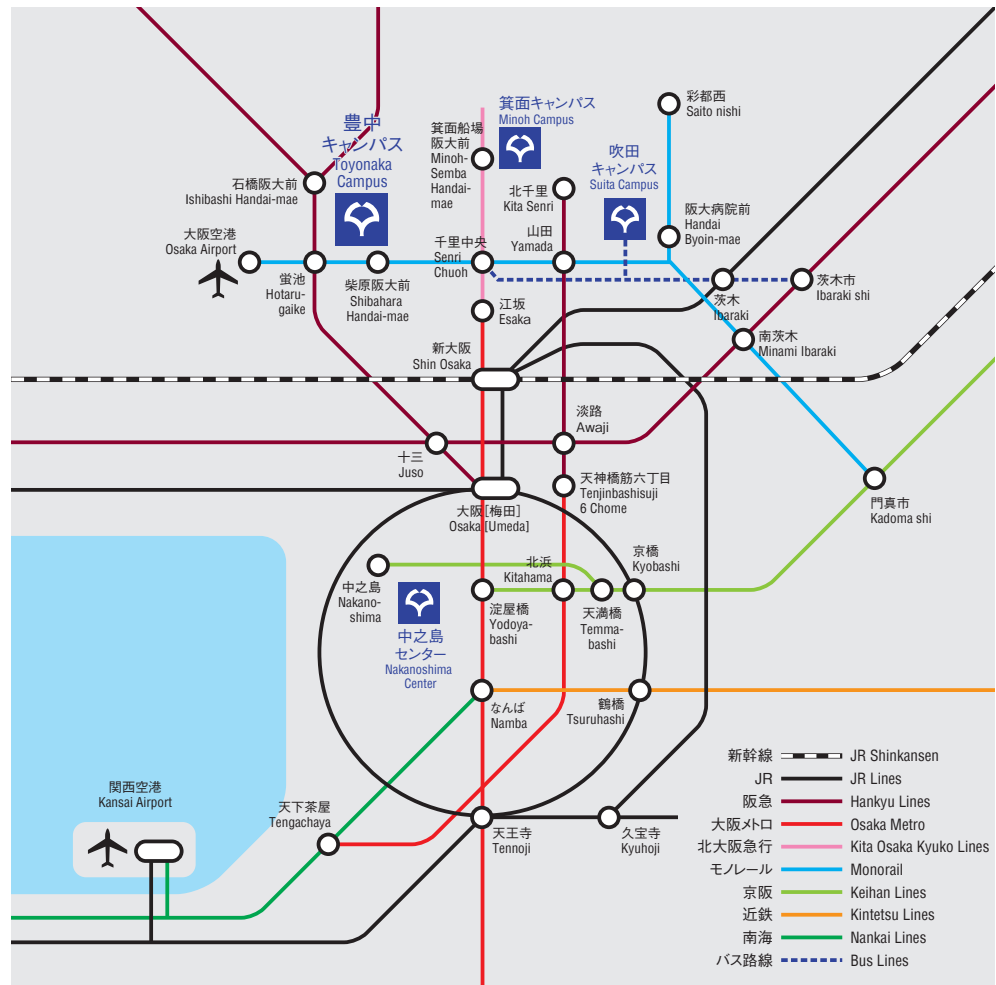 彩都西
Saito nishi
箕面キャンパス
Minoh Campus
豊中
キャンパス
Toyonaka
Campus
箕面船場
阪大前
Minoh-
Semba
Handai-
mae
吹田
キャンパス
Suita Campus
石橋阪大前
Ishibashi Handai-mae
北千里
Kita Senri
阪大病院前
Handai
Byoin-mae
大阪空港
Osaka Airport
千里中央
Senri
Chuoh
山田
Yamada
蛍池
Hotaru-
gaike
柴原阪大前
Shibahara
Handai-mae
茨木
Ibaraki
茨木市
Ibaraki shi
江坂
Esaka
南茨木
Minami Ibaraki
新大阪
Shin Osaka
淡路
Awaji
十三
Juso
天神橋筋六丁目
Tenjinbashisuji
6 Chome
大阪[梅田]
Osaka [Umeda]
門真市
Kadoma shi
京橋
Kyobashi
北浜
Kitahama
中之島
Nakano-
shima
淀屋橋
Yodoya-
bashi
天満橋
Temma-
bashi
中之島
センター
Nakanoshima
Center
なんば
Namba
鶴橋
Tsuruhashi
関西空港
Kansai Airport
天下茶屋
Tengachaya
天王寺
Tennoji
久宝寺
Kyuhoji
新幹線 JR Shinkansen
JR JR Lines
阪急 Hankyu Lines
大阪メトロ Osaka Metro
北大阪急行 Kita Osaka Kyuko Lines
モノレール Monorail
京阪 Keihan Lines
近鉄 Kintetsu Lines
南海 Nankai Lines
バス路線 Bus Lines